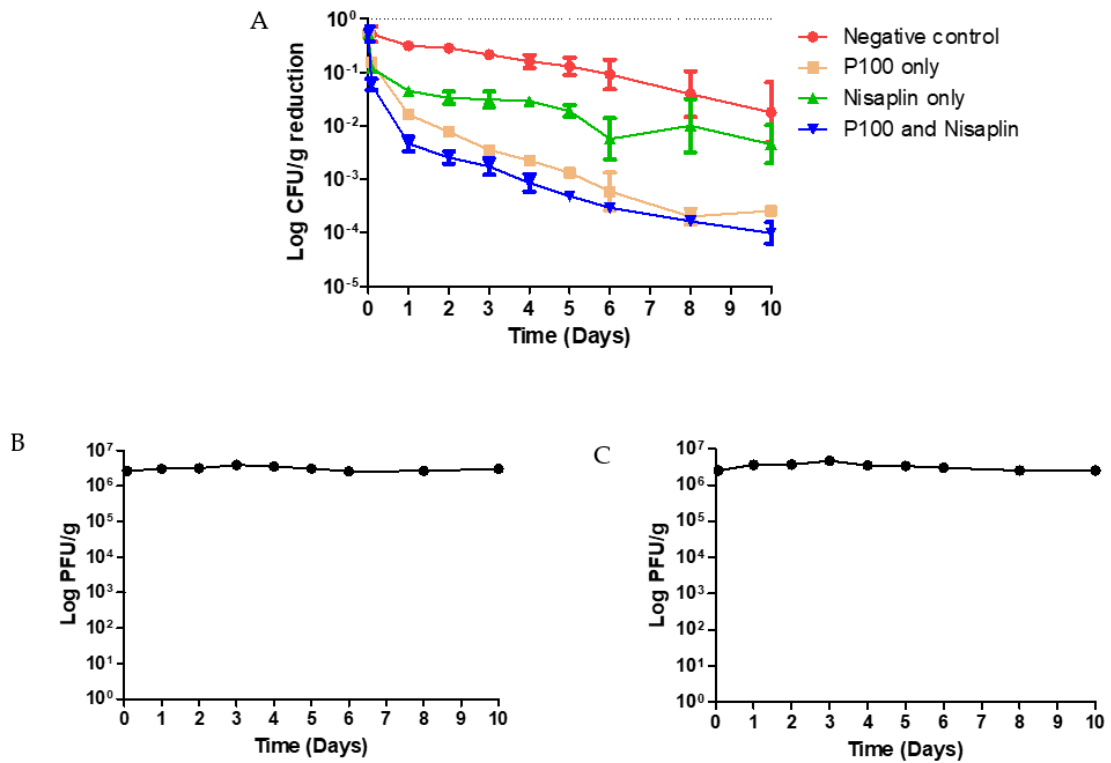 A
Log CFU/g reduction
10⁰
10⁻¹
10⁻²
10⁻³
10⁻⁴
10⁻⁵
0 1 2 3 4 5 6 7 8 9 10
Time (Days)
Negative control
P100 only
Nisaplin only
P100 and Nisaplin
B
Log PFU/g
10⁷
10⁶
10⁵
10⁴
10³
10²
10¹
10⁰
0 1 2 3 4 5 6 7 8 9 10
Time (Days)
C
Log PFU/g
10⁷
10⁶
10⁵
10⁴
10³
10²
10¹
10⁰
0 1 2 3 4 5 6 7 8 9 10
Time (Days)